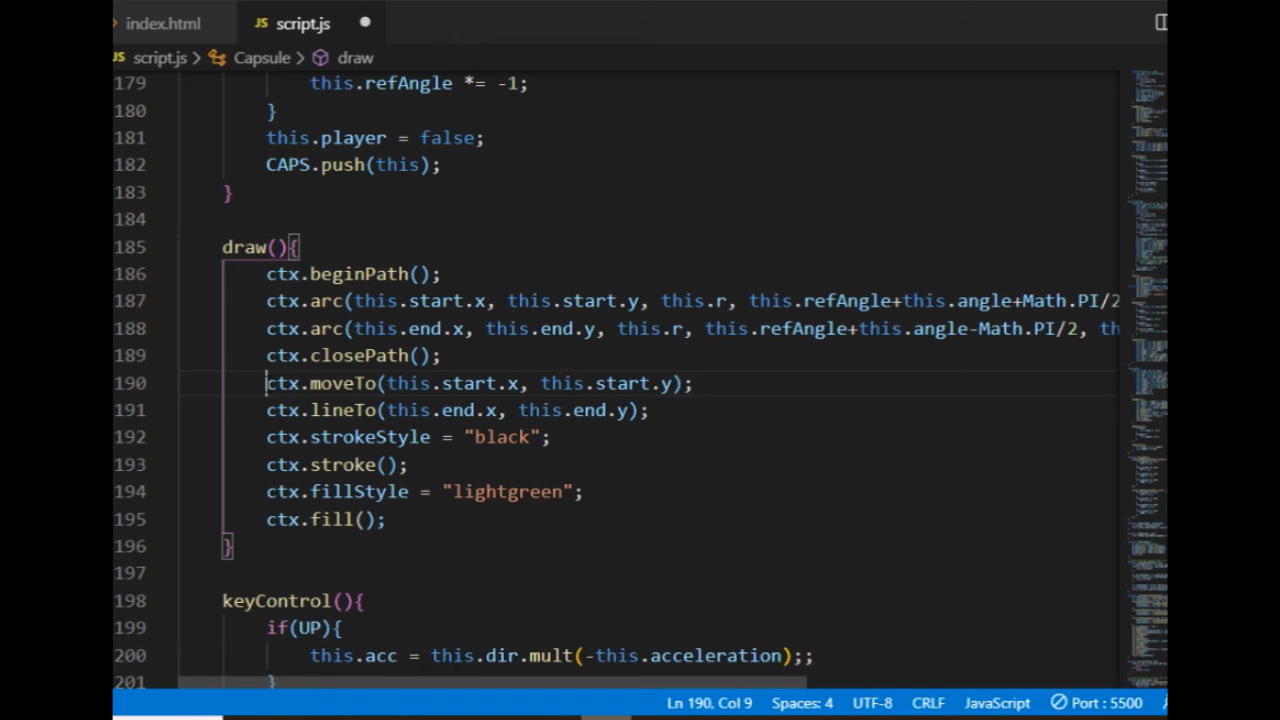 index.html JS script.js
JS script.js > Capsule > draw
179 this.refAngle *= -1;
180 }
181 this.player = false;
182 CAPS.push(this);
183 }
184
185 draw(){
186 ctx.beginPath();
187 ctx.arc(this.start.x, this.start.y, this.r, this.refAngle+this.angle+Math.PI/2
188 ctx.arc(this.end.x, this.end.y, this.r, this.refAngle+this.angle-Math.PI/2, th
189 ctx.closePath();
190 ctx.moveTo(this.start.x, this.start.y);
191 ctx.lineTo(this.end.x, this.end.y);
192 ctx.strokeStyle = "black";
193 ctx.stroke();
194 ctx.fillStyle = "lightgreen";
195 ctx.fill();
196 }
197
198 keyControl(){
199 if(UP){
200 this.acc = this.dir.mult(-this.acceleration);;
201 }
Ln 190, Col 9 Spaces: 4 UTF-8 CRLF JavaScript Port : 5500